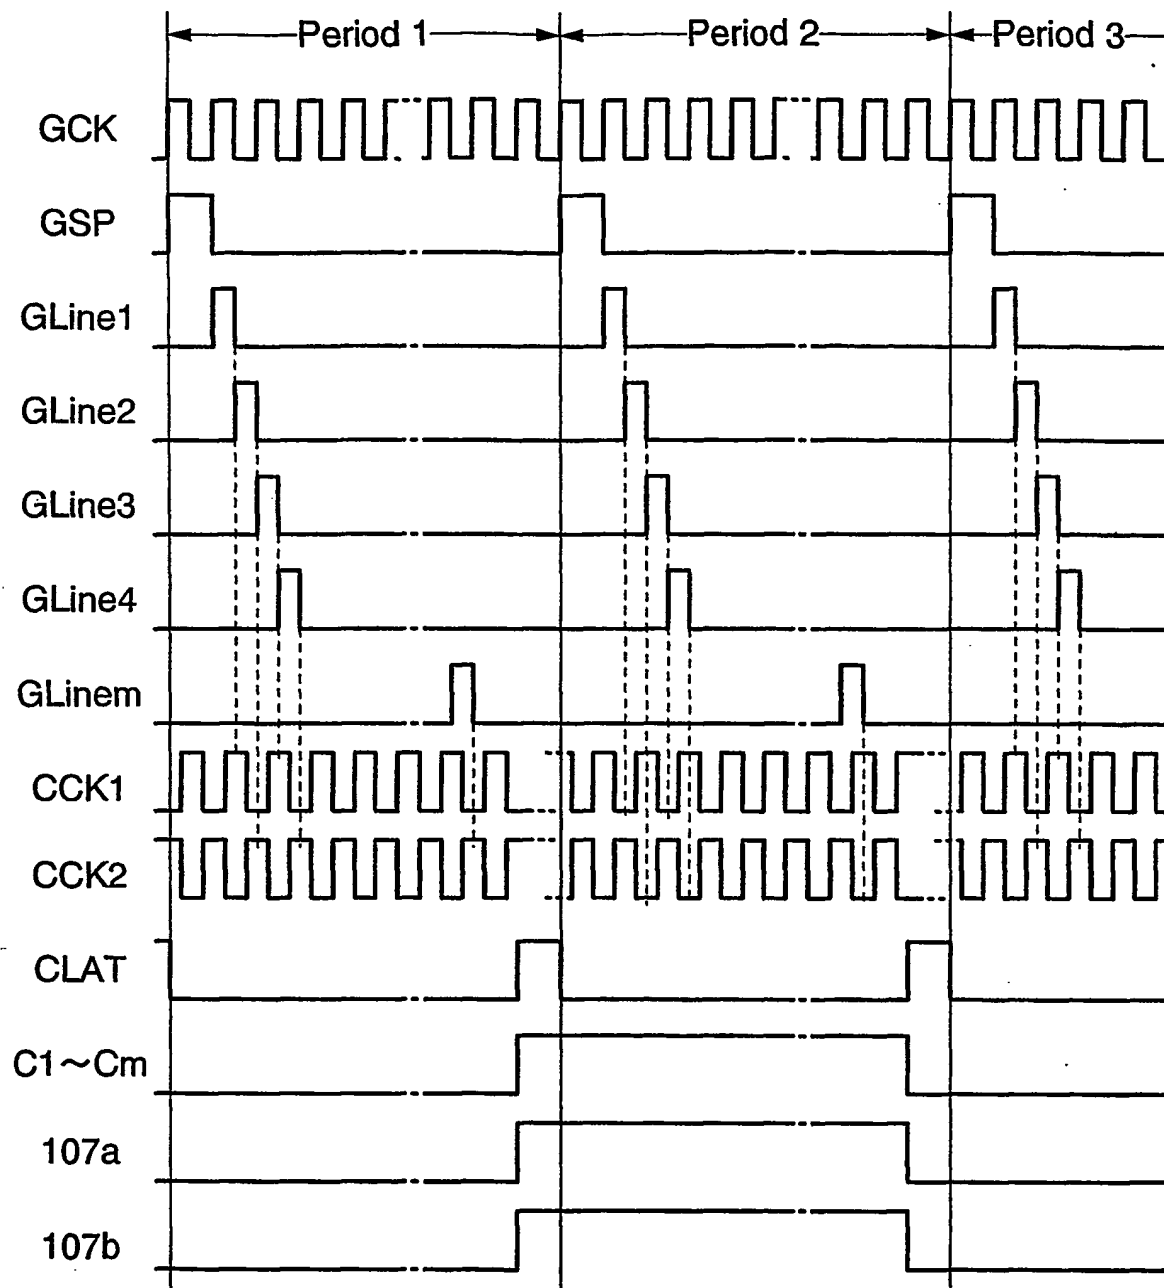 Period 1 Period 2 Period 3
GCK
GSP
GLine1
GLine2
GLine3
GLine4
GLinem
CCK1
CCK2
CLAT
C1～Cm
107a
107b